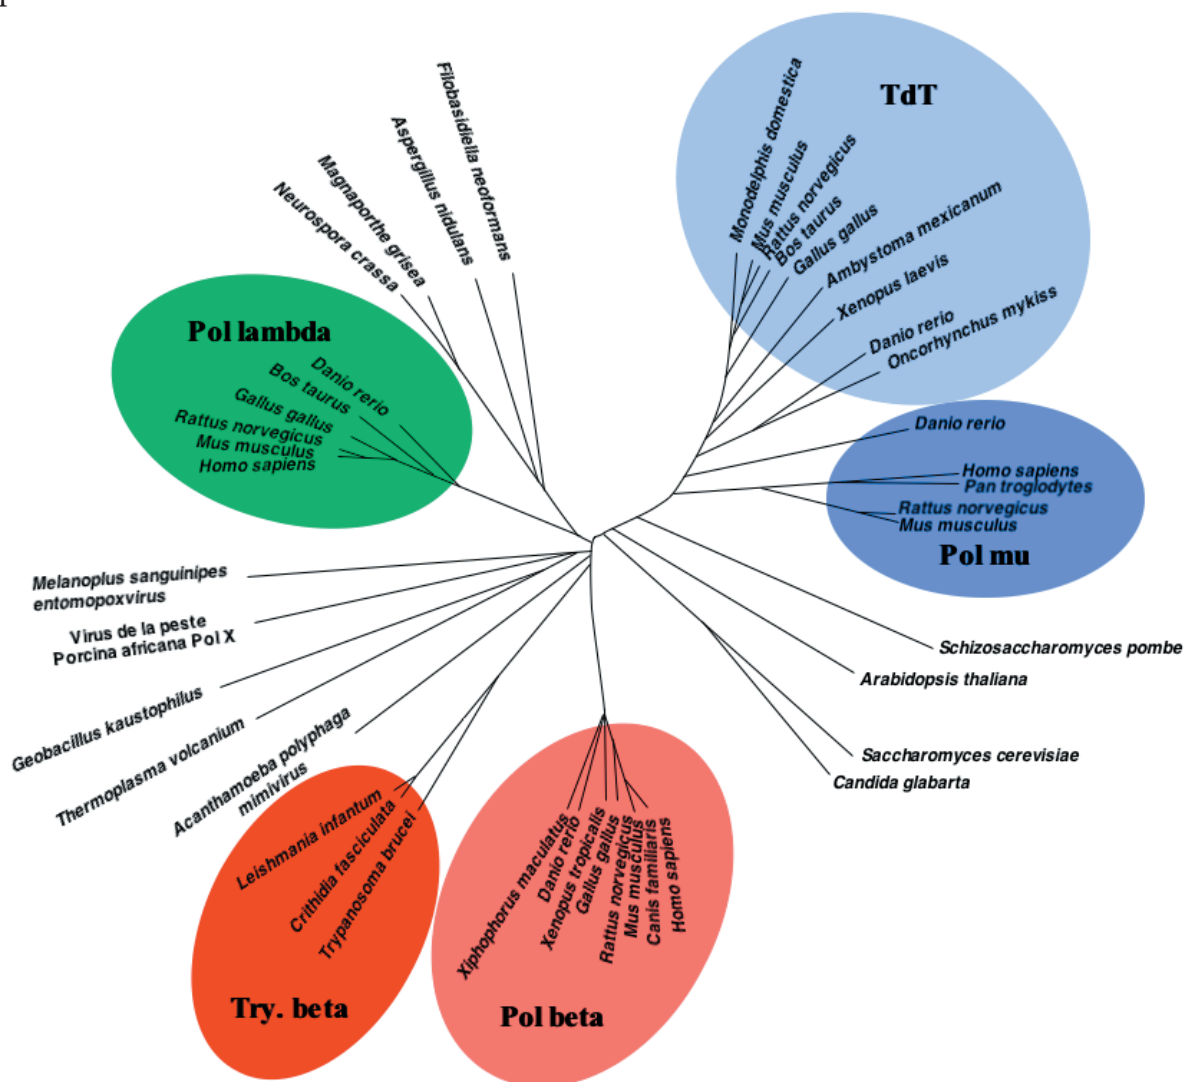 Filobasidiella neoformans
Aspergillus nidulans
Magnaporthe grisea
Neurospora crassa
TdT
Monodelphis domestica
Mus musculus
Rattus norvegicus
Bos taurus
Gallus gallus
Ambystoma mexicanum
Xenopus laevis
Danio rerio
Oncorhynchus mykiss
Pol lambda
Danio rerio
Bos taurus
Gallus gallus
Rattus norvegicus
Mus musculus
Homo sapiens
Danio rerio
Homo sapiens
Pan troglodytes
Rattus norvegicus
Mus musculus
Pol mu
Melanoplus sanguinipes
entomopoxvirus
Virus de la peste
Porcina africana Pol X
Geobacillus kaustophilus
Thermoplasma volcanium
Acanthamoeba polyphaga
mimivirus
Schizosaccharomyces pombe
Arabidopsis thaliana
Saccharomyces cerevisiae
Candida glabarta
Leishmania infantum
Crithidia fasciculata
Trypanosoma brucei
Try. beta
Xiphophorus maculatus
Danio rerio
Xenopus tropicalis
Gallus gallus
Rattus norvegicus
Mus musculus
Canis familiaris
Homo sapiens
Pol beta